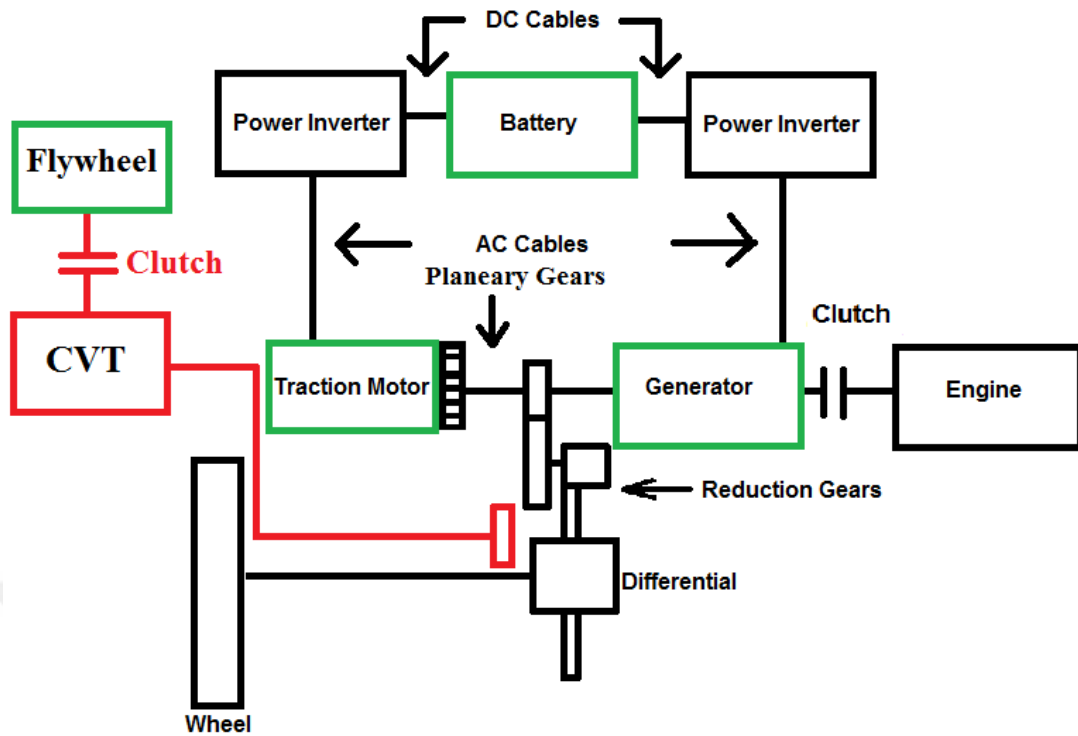 DC Cables
Power Inverter
Battery
Power Inverter
Flywheel
Clutch
AC Cables
Planeary Gears
Clutch
CVT
Traction Motor
Generator
Engine
Reduction Gears
Differential
Wheel